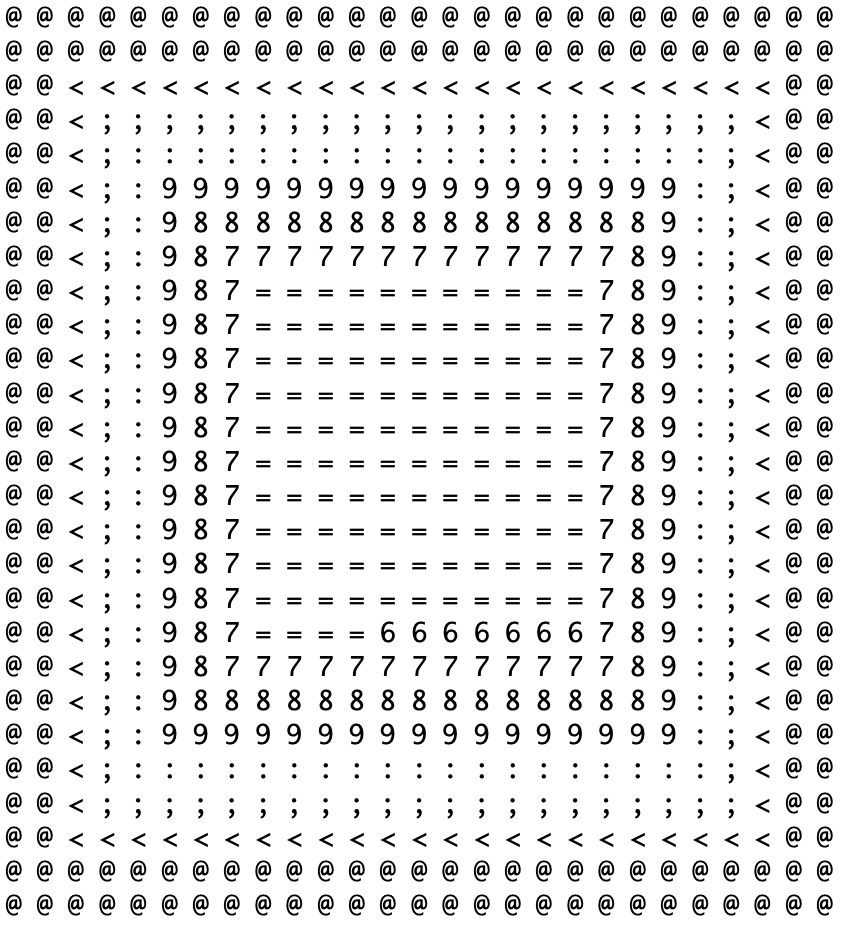 @ @ @ @ @ @ @ @ @ @ @ @ @ @ @ @ @ @ @ @ @ @ @ @ @ @ @
@ @ @ @ @ @ @ @ @ @ @ @ @ @ @ @ @ @ @ @ @ @ @ @ @ @ @
@ @ < < < < < < < < < < < < < < < < < < < < < < < @ @
@ @ < ; ; ; ; ; ; ; ; ; ; ; ; ; ; ; ; ; ; ; ; ; < @ @
@ @ < ; : : : : : : : : : : : : : : : : : : : ; < @ @
@ @ < ; : 9 9 9 9 9 9 9 9 9 9 9 9 9 9 9 9 9 : ; < @ @
@ @ < ; : 9 8 8 8 8 8 8 8 8 8 8 8 8 8 8 8 9 : ; < @ @
@ @ < ; : 9 8 7 7 7 7 7 7 7 7 7 7 7 7 7 8 9 : ; < @ @
@ @ < ; : 9 8 7 = = = = = = = = = = = 7 8 9 : ; < @ @
@ @ < ; : 9 8 7 = = = = = = = = = = = 7 8 9 : ; < @ @
@ @ < ; : 9 8 7 = = = = = = = = = = = 7 8 9 : ; < @ @
@ @ < ; : 9 8 7 = = = = = = = = = = = 7 8 9 : ; < @ @
@ @ < ; : 9 8 7 = = = = = = = = = = = 7 8 9 : ; < @ @
@ @ < ; : 9 8 7 = = = = = = = = = = = 7 8 9 : ; < @ @
@ @ < ; : 9 8 7 = = = = = = = = = = = 7 8 9 : ; < @ @
@ @ < ; : 9 8 7 = = = = = = = = = = = 7 8 9 : ; < @ @
@ @ < ; : 9 8 7 = = = = = = = = = = = 7 8 9 : ; < @ @
@ @ < ; : 9 8 7 = = = = = = = = = = = 7 8 9 : ; < @ @
@ @ < ; : 9 8 7 = = = = 6 6 6 6 6 6 6 7 8 9 : ; < @ @
@ @ < ; : 9 8 7 7 7 7 7 7 7 7 7 7 7 7 7 8 9 : ; < @ @
@ @ < ; : 9 8 8 8 8 8 8 8 8 8 8 8 8 8 8 8 9 : ; < @ @
@ @ < ; : 9 9 9 9 9 9 9 9 9 9 9 9 9 9 9 9 9 : ; < @ @
@ @ < ; : : : : : : : : : : : : : : : : : : : ; < @ @
@ @ < ; ; ; ; ; ; ; ; ; ; ; ; ; ; ; ; ; ; ; ; ; < @ @
@ @ < < < < < < < < < < < < < < < < < < < < < < < @ @
@ @ @ @ @ @ @ @ @ @ @ @ @ @ @ @ @ @ @ @ @ @ @ @ @ @ @
@ @ @ @ @ @ @ @ @ @ @ @ @ @ @ @ @ @ @ @ @ @ @ @ @ @ @